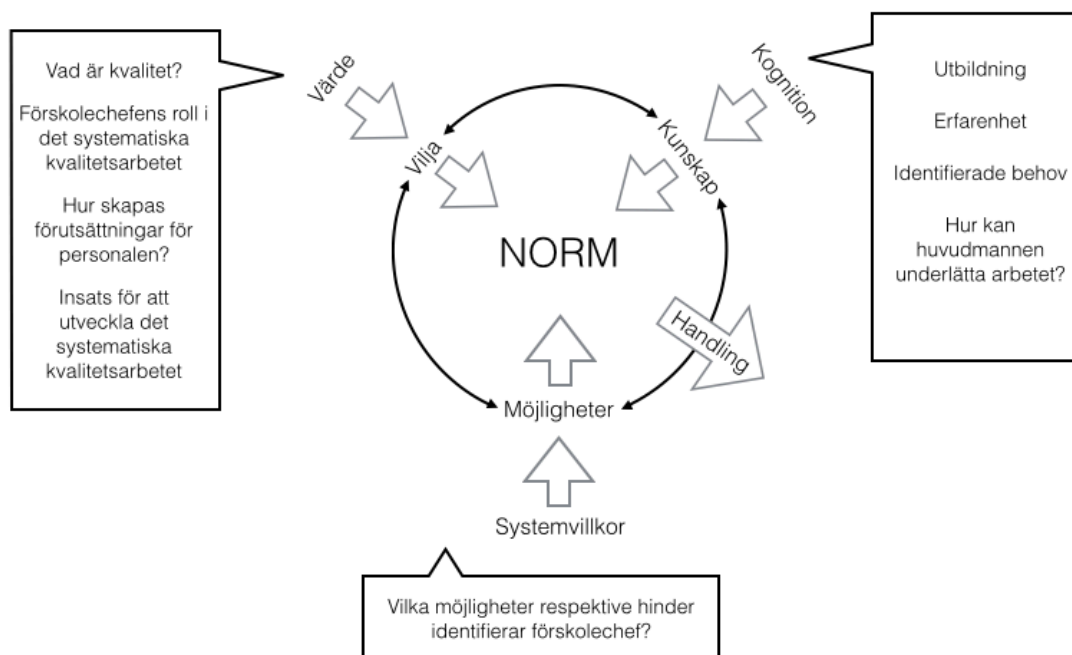 Vad är kvalitet?
Förskolechefens roll i
det systematiska
kvalitetsarbetet
Hur skapas
förutsättningar för
personalen?
Insats för att
utveckla det
systematiska
kvalitetsarbetet
Värde
Vilja
Kognition
Kunskap
Utbildning
Erfarenhet
Identifierade behov
Hur kan
huvudmannen
underlätta arbetet?
NORM
Handling
Möjligheter
Systemvillkor
Vilka möjligheter respektive hinder
identifierar förskolechef?